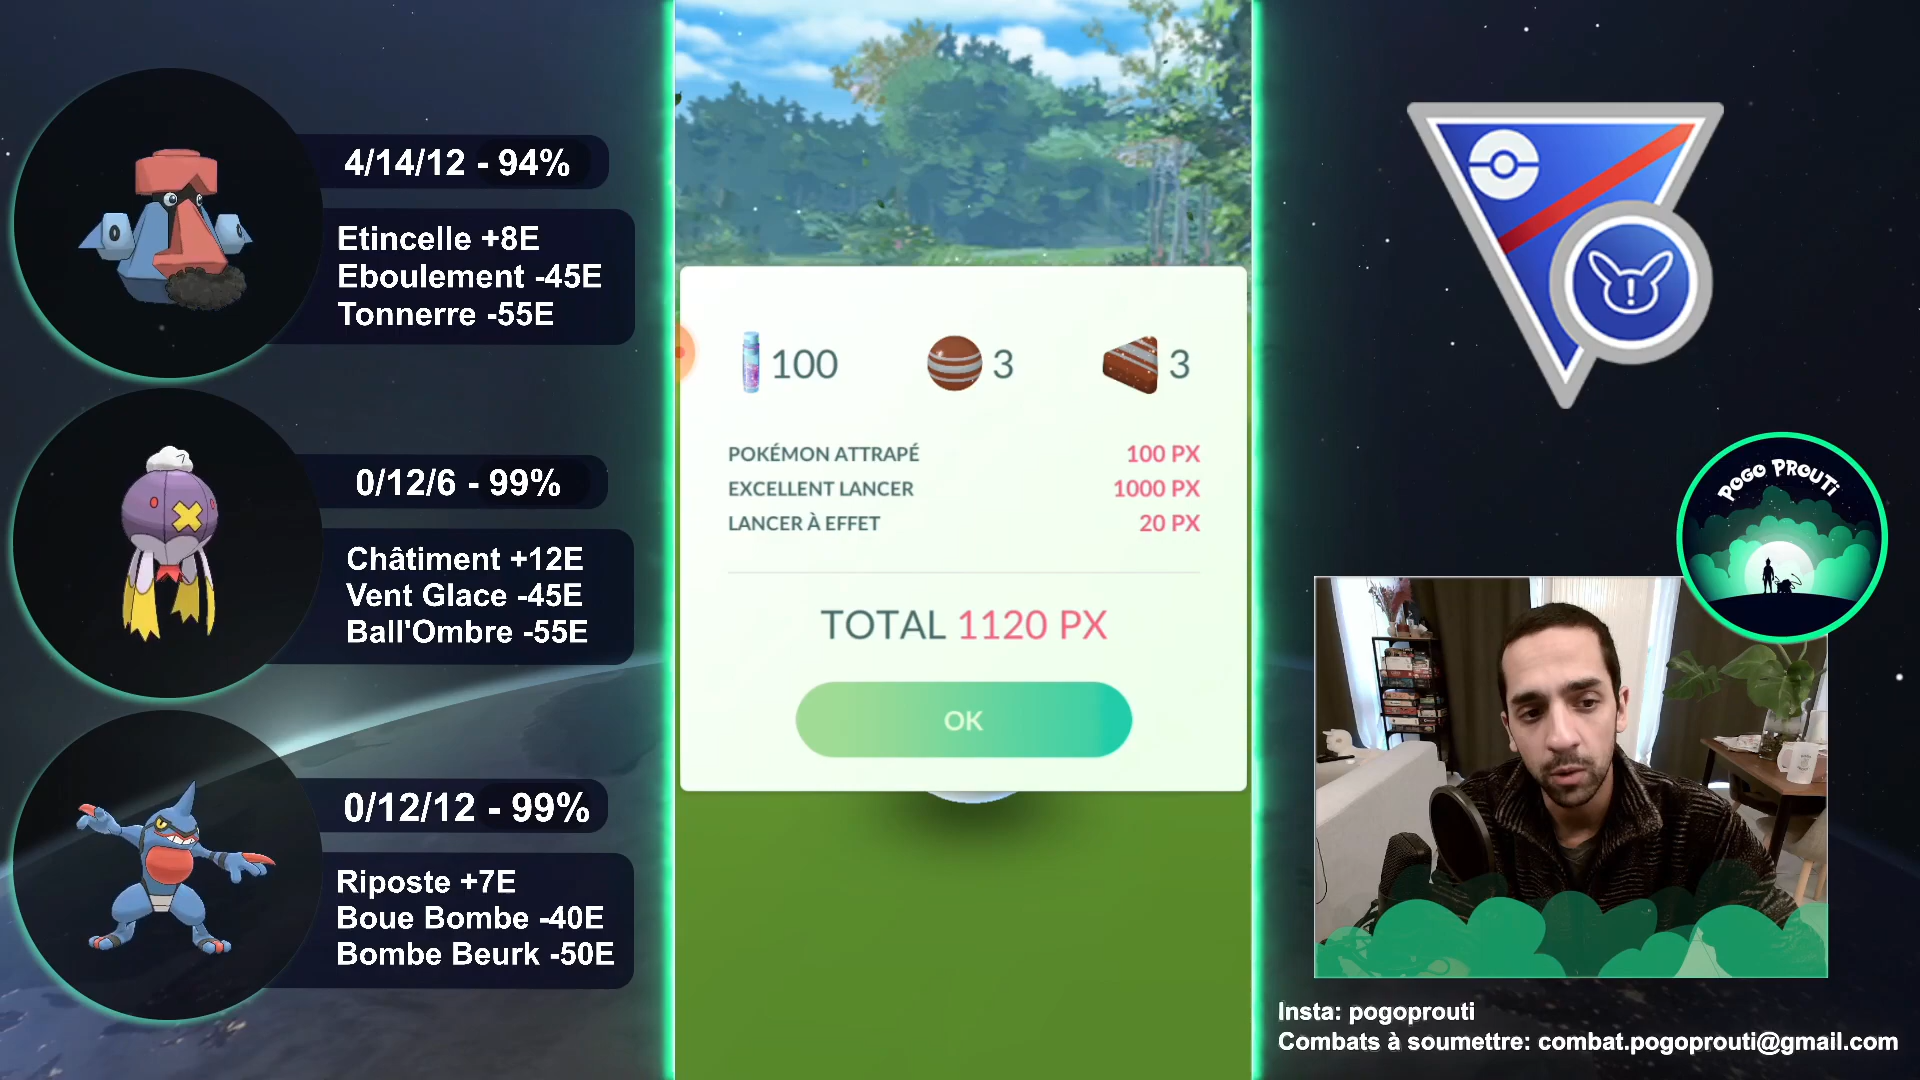 4/14/12 - 94%
Etincelle +8E
Eboulement -45E
Tonnerre -55E
0/12/6 - 99%
Châtiment +12E
Vent Glace -45E
Ball'Ombre -55E
0/12/12 - 99%
Riposte +7E
Boue Bombe -40E
Bombe Beurk -50E
100 3 3
POKÉMON ATTRAPÉ 100 PX
EXCELLENT LANCER 1000 PX
LANCER À EFFET 20 PX
TOTAL 1120 PX
OK
POGO PROUTi
Insta: pogoprouti
Combats à soumettre: combat.pogoprouti@gmail.com